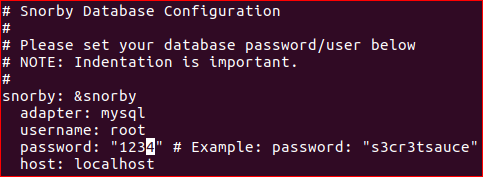 # Snorby Database Configuration
#
# Please set your database password/user below
# NOTE: Indentation is important.
#
snorby: &snorby
  adapter: mysql
  username: root
  password: "1234" # Example: password: "s3cr3tsauce"
  host: localhost